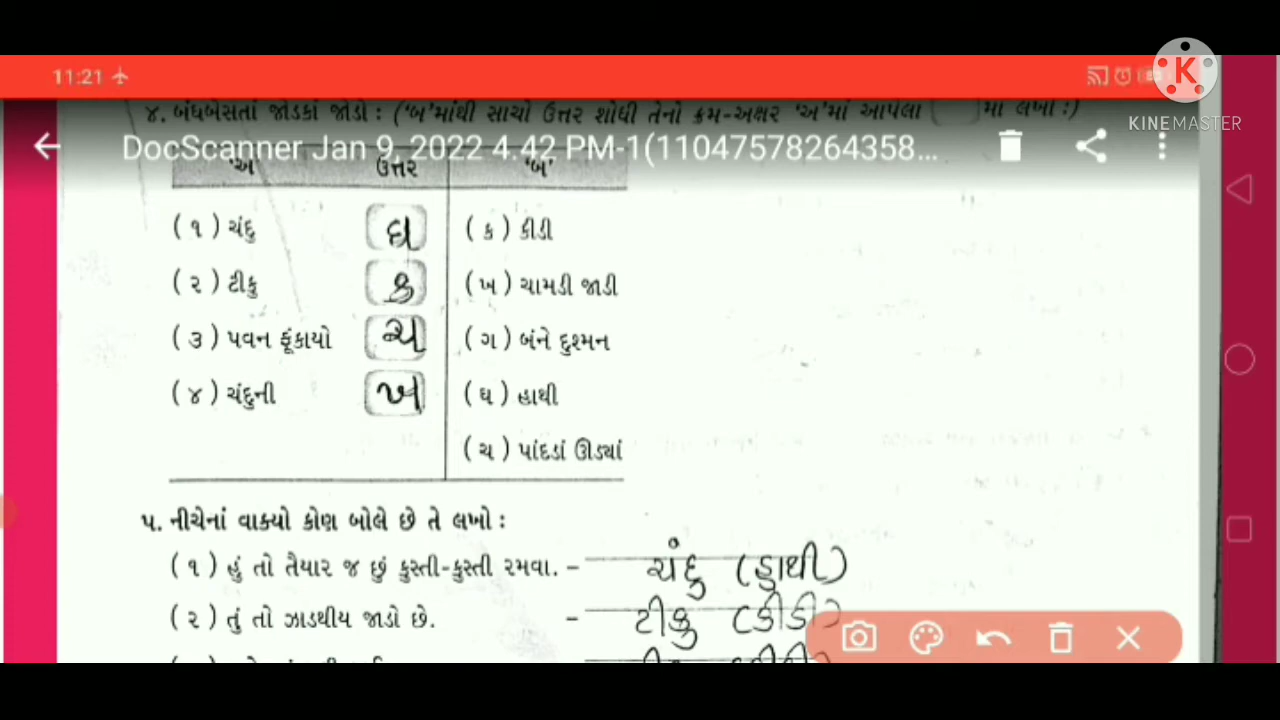 11:21
KINEMASTER
૪. બંધબેસતાં જોડકાં જોડો : ('બ'માંથી સાચો ઉત્તર શોધી તેનો ક્રમ-અક્ષર 'અ'માં આપેલા માં લખો :)
DocScanner Jan 9, 2022 4.42 PM-1(11047578264358...
'અ' ઉત્તર 'બ'
(૧) ચંદુ ઘ (ક) કીડી
(૨) ટીકુ ક (ખ) ચામડી જાડી
(૩) પવન ફૂંકાયો ચ (ગ) બંને દુશ્મન
(૪) ચંદુની ખ (ઘ) હાથી
(ચ) પાંદડાં ઊડ્યાં
૫. નીચેનાં વાક્યો કોણ બોલે છે તે લખો :
(૧) હું તો તૈયાર જ છું કુસ્તી-કુસ્તી રમવા. - ચંદુ (હાથી)
(૨) તું તો ઝાડથીય જાડો છે. - ટીકુ (કીડી)